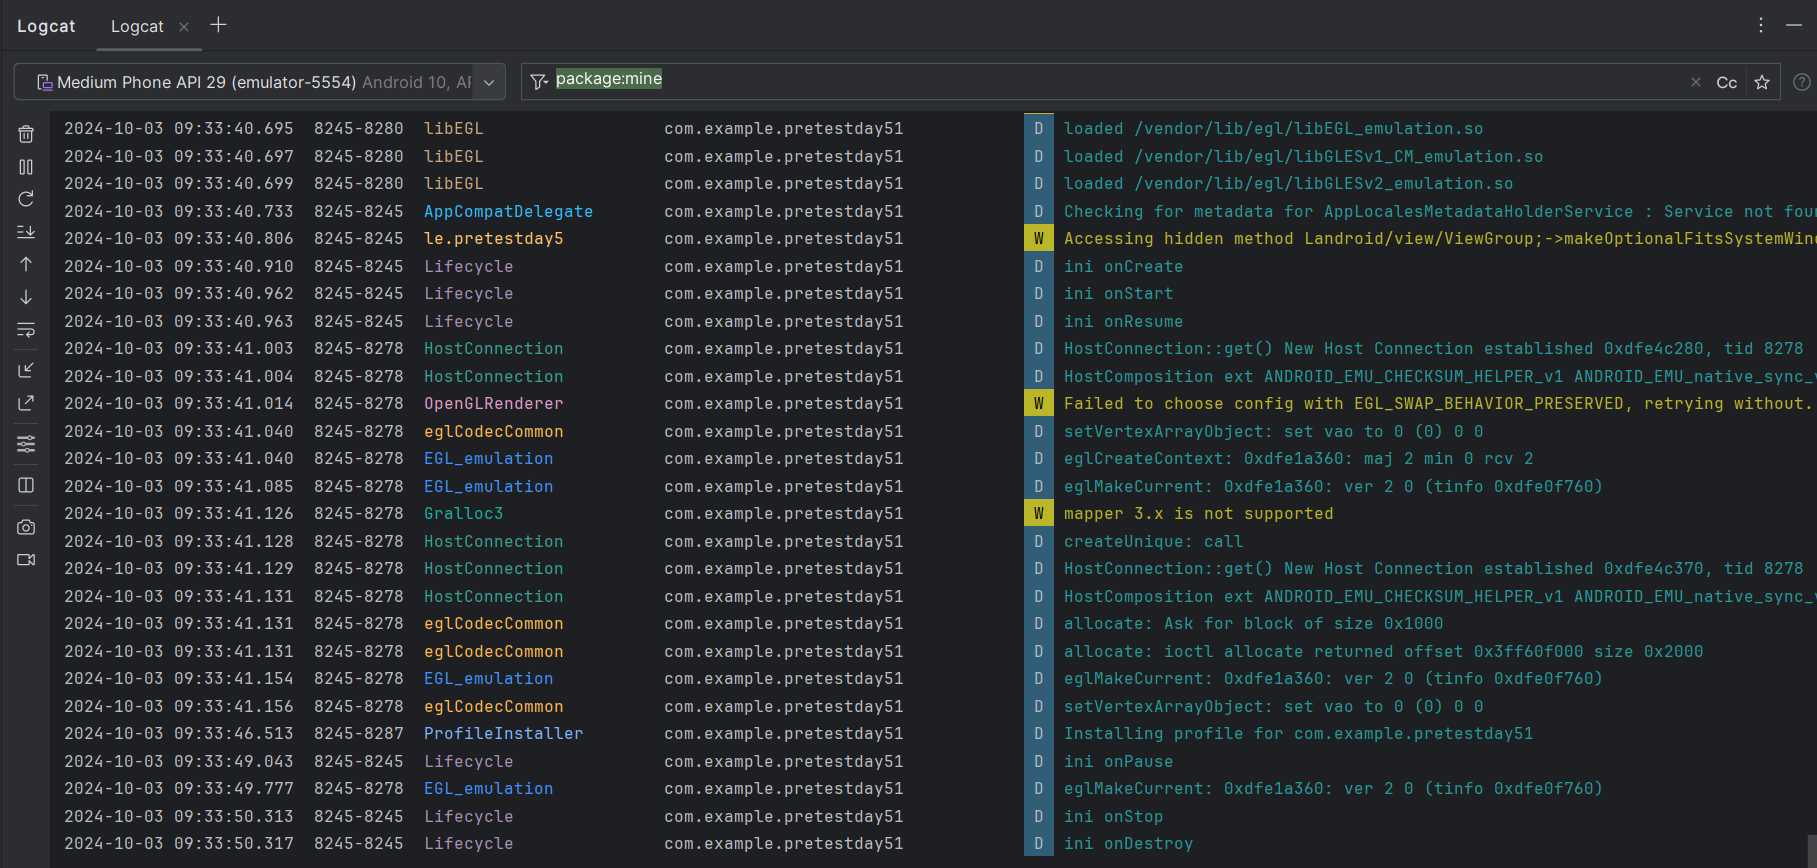 Logcat Logcat
Medium Phone API 29 (emulator-5554) Android 10, AP package:mine Cc
2024-10-03 09:33:40.695 8245-8280 libEGL com.example.pretestday51 D loaded /vendor/lib/egl/libEGL_emulation.so
2024-10-03 09:33:40.697 8245-8280 libEGL com.example.pretestday51 D loaded /vendor/lib/egl/libGLESv1_CM_emulation.so
2024-10-03 09:33:40.699 8245-8280 libEGL com.example.pretestday51 D loaded /vendor/lib/egl/libGLESv2_emulation.so
2024-10-03 09:33:40.733 8245-8245 AppCompatDelegate com.example.pretestday51 D Checking for metadata for AppLocalesMetadataHolderService : Service not fou
2024-10-03 09:33:40.806 8245-8245 le.pretestday5 com.example.pretestday51 W Accessing hidden method Landroid/view/ViewGroup;->makeOptionalFitsSystemWin
2024-10-03 09:33:40.910 8245-8245 Lifecycle com.example.pretestday51 D ini onCreate
2024-10-03 09:33:40.962 8245-8245 Lifecycle com.example.pretestday51 D ini onStart
2024-10-03 09:33:40.963 8245-8245 Lifecycle com.example.pretestday51 D ini onResume
2024-10-03 09:33:41.003 8245-8278 HostConnection com.example.pretestday51 D HostConnection::get() New Host Connection established 0xdfe4c280, tid 8278
2024-10-03 09:33:41.004 8245-8278 HostConnection com.example.pretestday51 D HostComposition ext ANDROID_EMU_CHECKSUM_HELPER_v1 ANDROID_EMU_native_sync_
2024-10-03 09:33:41.014 8245-8278 OpenGLRenderer com.example.pretestday51 W Failed to choose config with EGL_SWAP_BEHAVIOR_PRESERVED, retrying without.
2024-10-03 09:33:41.040 8245-8278 eglCodecCommon com.example.pretestday51 D setVertexArrayObject: set vao to 0 (0) 0 0
2024-10-03 09:33:41.040 8245-8278 EGL_emulation com.example.pretestday51 D eglCreateContext: 0xdfe1a360: maj 2 min 0 rcv 2
2024-10-03 09:33:41.085 8245-8278 EGL_emulation com.example.pretestday51 D eglMakeCurrent: 0xdfe1a360: ver 2 0 (tinfo 0xdfe0f760)
2024-10-03 09:33:41.126 8245-8278 Gralloc3 com.example.pretestday51 W mapper 3.x is not supported
2024-10-03 09:33:41.128 8245-8278 HostConnection com.example.pretestday51 D createUnique: call
2024-10-03 09:33:41.129 8245-8278 HostConnection com.example.pretestday51 D HostConnection::get() New Host Connection established 0xdfe4c370, tid 8278
2024-10-03 09:33:41.131 8245-8278 HostConnection com.example.pretestday51 D HostComposition ext ANDROID_EMU_CHECKSUM_HELPER_v1 ANDROID_EMU_native_sync_
2024-10-03 09:33:41.131 8245-8278 eglCodecCommon com.example.pretestday51 D allocate: Ask for block of size 0x1000
2024-10-03 09:33:41.131 8245-8278 eglCodecCommon com.example.pretestday51 D allocate: ioctl allocate returned offset 0x3ff60f000 size 0x2000
2024-10-03 09:33:41.154 8245-8278 EGL_emulation com.example.pretestday51 D eglMakeCurrent: 0xdfe1a360: ver 2 0 (tinfo 0xdfe0f760)
2024-10-03 09:33:41.156 8245-8278 eglCodecCommon com.example.pretestday51 D setVertexArrayObject: set vao to 0 (0) 0 0
2024-10-03 09:33:46.513 8245-8287 ProfileInstaller com.example.pretestday51 D Installing profile for com.example.pretestday51
2024-10-03 09:33:49.043 8245-8245 Lifecycle com.example.pretestday51 D ini onPause
2024-10-03 09:33:49.777 8245-8278 EGL_emulation com.example.pretestday51 D eglMakeCurrent: 0xdfe1a360: ver 2 0 (tinfo 0xdfe0f760)
2024-10-03 09:33:50.313 8245-8245 Lifecycle com.example.pretestday51 D ini onStop
2024-10-03 09:33:50.317 8245-8245 Lifecycle com.example.pretestday51 D ini onDestroy